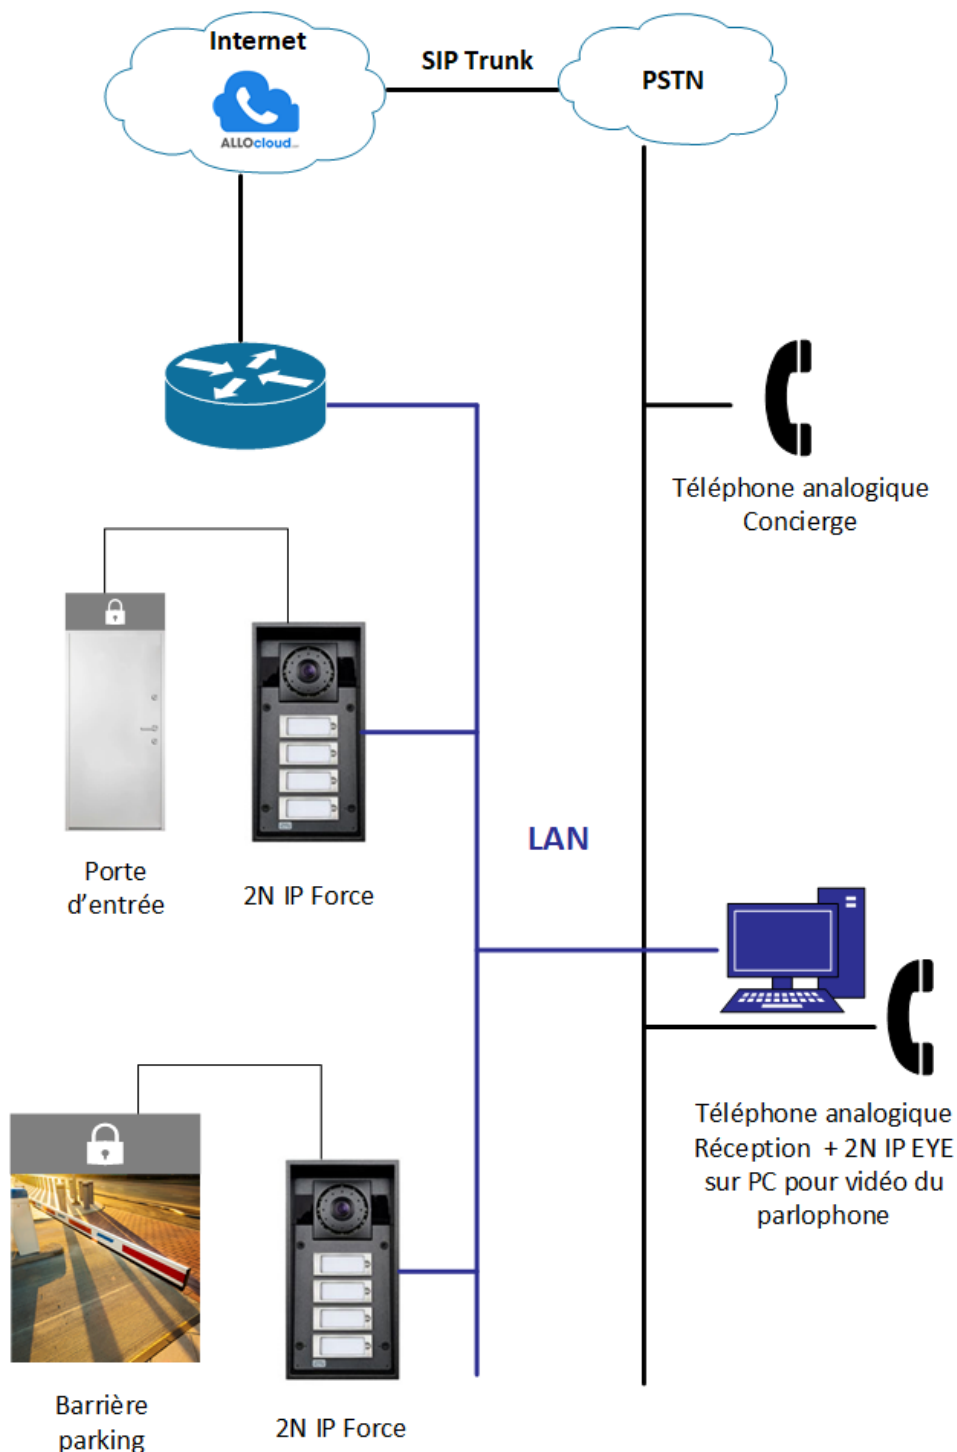 Internet
ALLOcloud
SIP Trunk
PSTN
Téléphone analogique
Concierge
Porte
d'entrée
2N IP Force
LAN
Téléphone analogique
Réception + 2N IP EYE
sur PC pour vidéo du
parlophone
Barrière
parking
2N IP Force